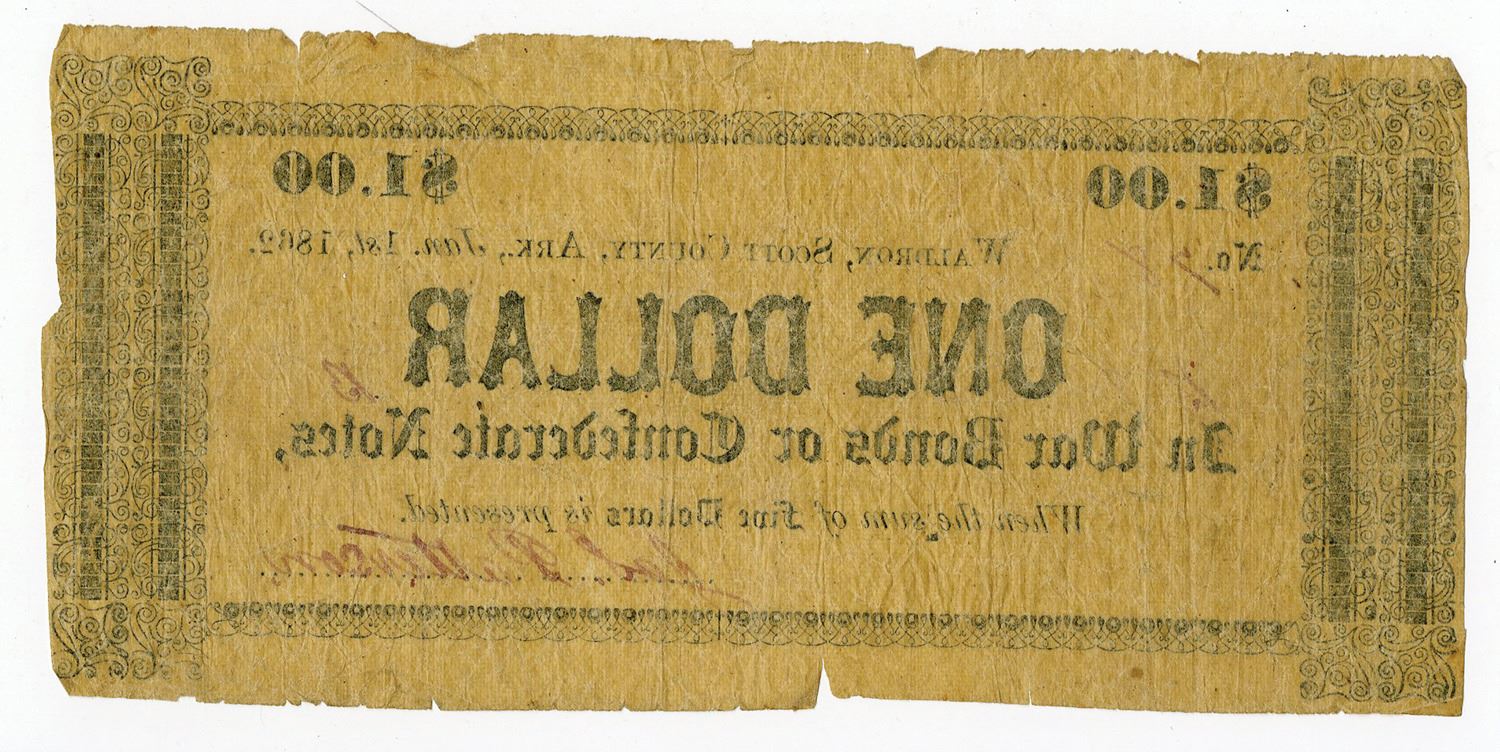 $1.00 $1.00
No. WALDRON, SCOTT COUNTY, ARK., Jan. 1st, 1862.
ONE DOLLAR
In War Bonds or Confederate Notes,
When the sum of Five Dollars is presented.
Patterson